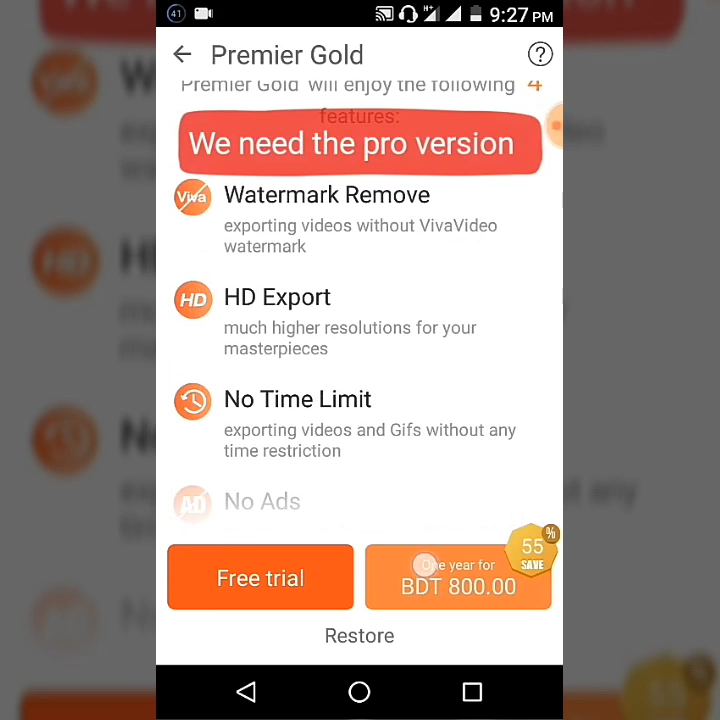 41
H+
9:27 PM
Premier Gold
?
Premier Gold will enjoy the following 4
features:
We need the pro version
Viva
Watermark Remove
exporting videos without VivaVideo
watermark
HD
HD Export
much higher resolutions for your
masterpieces
No Time Limit
exporting videos and Gifs without any
time restriction
AD
No Ads
%
55
SAVE
Free trial
One year for
BDT 800.00
Restore